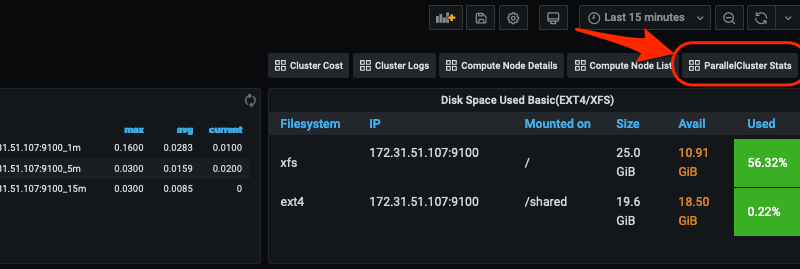 Last 15 minutes
Cluster Cost Cluster Logs Compute Node Details Compute Node List ParallelCluster Stats
Disk Space Used Basic(EXT4/XFS)
max avg current
31.51.107:9100_1m 0.1600 0.0283 0.0100
31.51.107:9100_5m 0.0300 0.0159 0.0200
31.51.107:9100_15m 0.0300 0.0085 0
Filesystem IP Mounted on Size Avail Used
xfs 172.31.51.107:9100 / 25.0 GiB 10.91 GiB 56.32%
ext4 172.31.51.107:9100 /shared 19.6 GiB 18.50 GiB 0.22%